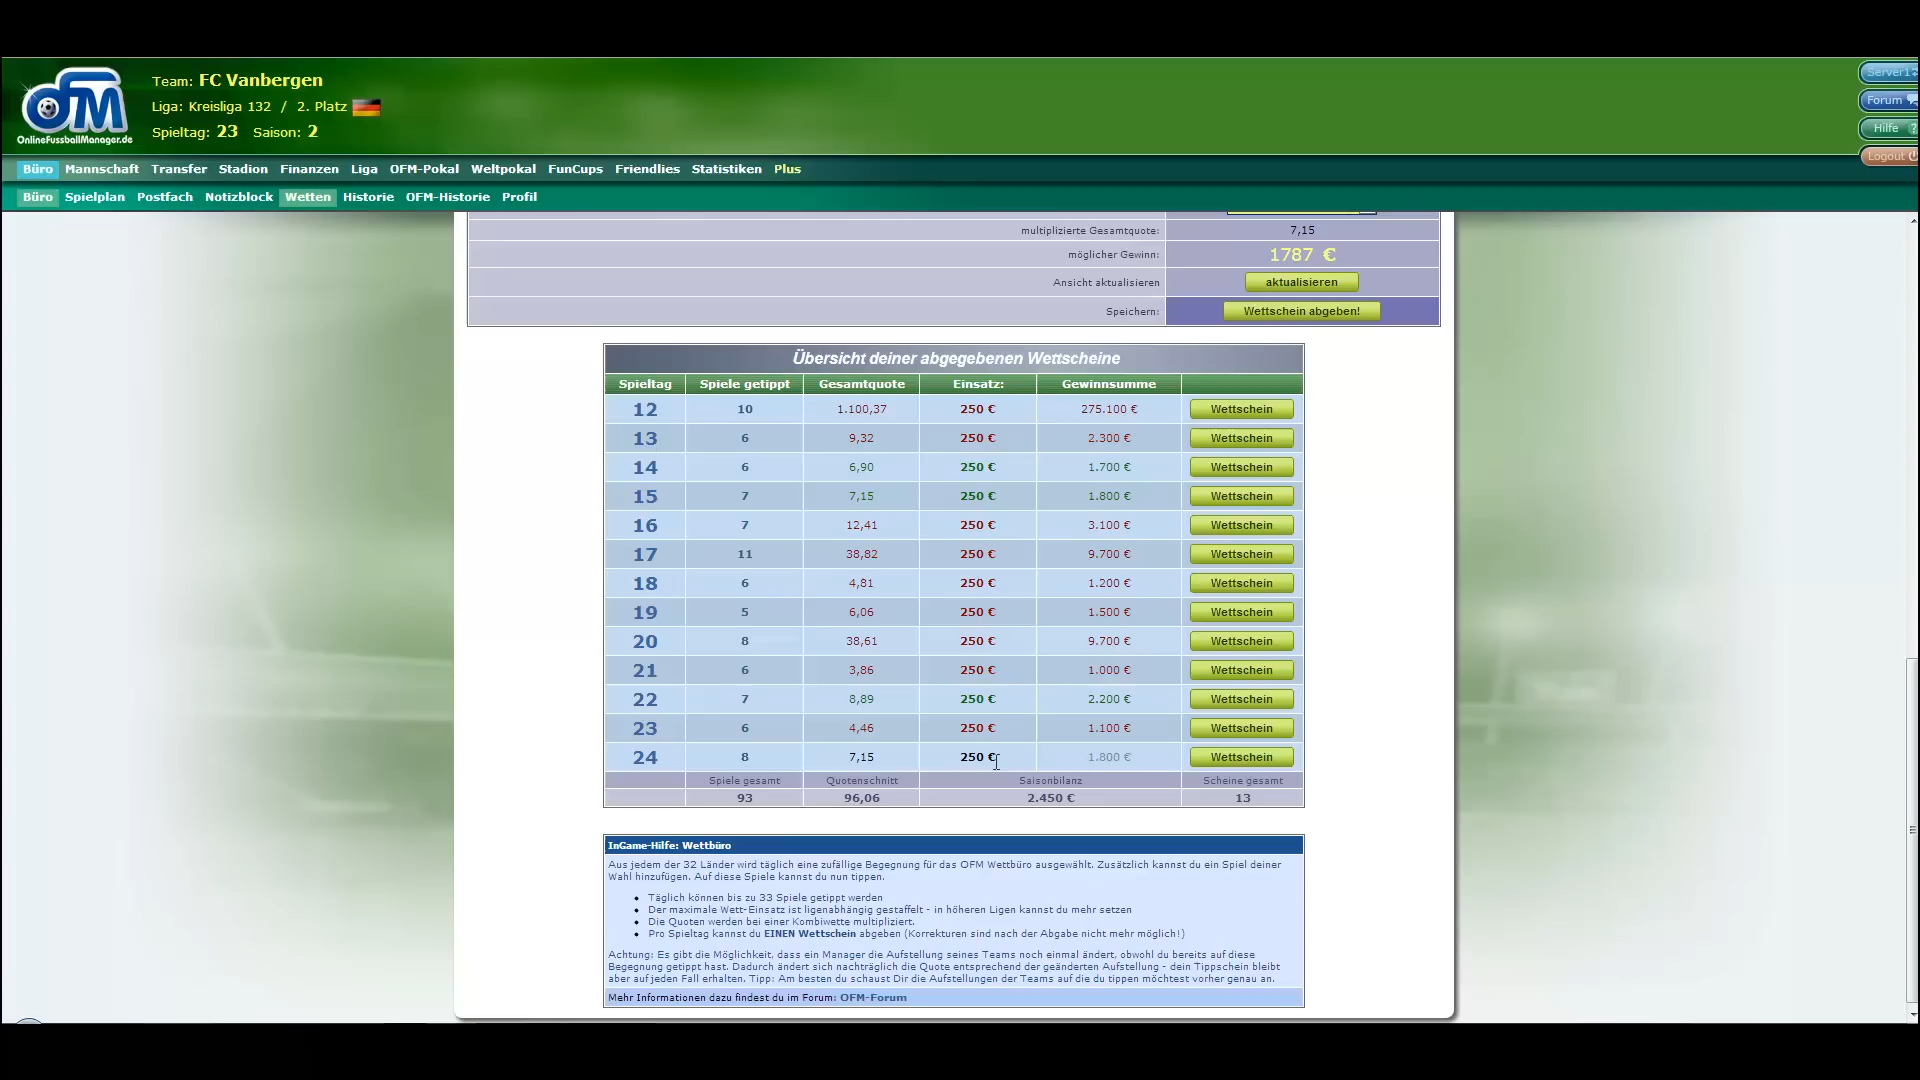 OFM
OnlineFussballManager.de
Team: FC Vanbergen
Liga: Kreisliga 132 / 2. Platz
Spieltag: 23 Saison: 2
Server12
Forum
Hilfe ?
Logout
Büro Mannschaft Transfer Stadion Finanzen Liga OFM-Pokal Weltpokal FunCups Friendlies Statistiken Plus
Büro Spielplan Postfach Notizblock Wetten Historie OFM-Historie Profil
multiplizierte Gesamtquote: 7,15
möglicher Gewinn: 1787 €
Ansicht aktualisieren aktualisieren
Speichern: Wettschein abgeben!
Übersicht deiner abgegebenen Wettscheine
Spieltag Spiele getippt Gesamtquote Einsatz: Gewinnsumme
12 10 1.100,37 250 € 275.100 € Wettschein
13 6 9,32 250 € 2.300 € Wettschein
14 6 6,90 250 € 1.700 € Wettschein
15 7 7,15 250 € 1.800 € Wettschein
16 7 12,41 250 € 3.100 € Wettschein
17 11 38,82 250 € 9.700 € Wettschein
18 6 4,81 250 € 1.200 € Wettschein
19 5 6,06 250 € 1.500 € Wettschein
20 8 38,61 250 € 9.700 € Wettschein
21 6 3,86 250 € 1.000 € Wettschein
22 7 8,89 250 € 2.200 € Wettschein
23 6 4,46 250 € 1.100 € Wettschein
24 8 7,15 250 € 1.800 € Wettschein
Spiele gesamt Quotenschnitt Saisonbilanz Scheine gesamt
93 96,06 2.450 € 13
InGame-Hilfe: Wettbüro
Aus jedem der 32 Länder wird täglich eine zufällige Begegnung für das OFM Wettbüro ausgewählt. Zusätzlich kannst du ein Spiel deiner
Wahl hinzufügen. Auf diese Spiele kannst du nun tippen.
• Täglich können bis zu 33 Spiele getippt werden
• Der maximale Wett-Einsatz ist ligenabhängig gestaffelt - in höheren Ligen kannst du mehr setzen
• Die Quoten werden bei einer Kombiwette multipliziert.
• Pro Spieltag kannst du EINEN Wettschein abgeben (Korrekturen sind nach der Abgabe nicht mehr möglich!)
Achtung: Es gibt die Möglichkeit, dass ein Manager die Aufstellung seines Teams noch einmal ändert, obwohl du bereits auf diese
Begegnung getippt hast. Dadurch ändert sich nachträglich die Quote entsprechend der geänderten Aufstellung - dein Tippschein bleibt
aber auf jeden Fall erhalten. Tipp: Am besten du schaust Dir die Aufstellungen der Teams auf die du tippen möchtest vorher genau an.
Mehr Informationen dazu findest du im Forum: OFM-Forum